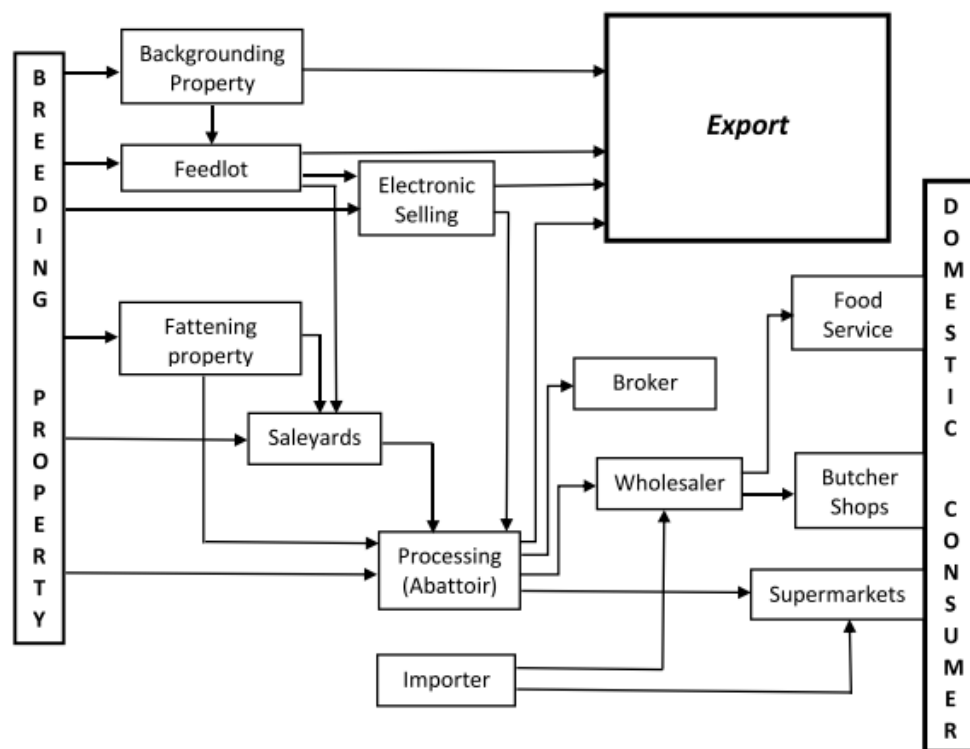 BREEDING PROPERTY
Backgrounding
Property
Export
Feedlot
Electronic
Selling
DOMESTIC CONSUMER
Fattening
property
Food
Service
Broker
Saleyards
Wholesaler
Butcher
Shops
Processing
(Abattoir)
Supermarkets
Importer